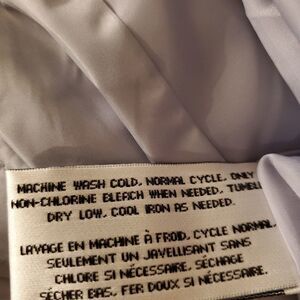 MACHINE WASH COLD, NORMAL CYCLE, ONLY
NON-CHLORINE BLEACH WHEN NEEDED, TUMBLE
DRY LOW, COOL IRON AS NEEDED.
LAVAGE EN MACHINE À FROID, CYCLE NORMAL,
SEULEMENT UN JAVELLISANT SANS
CHLORE SI NÉCESSAIRE, SÉCHAGE
SÉCHER BAS, FER DOUX SI NÉCESSAIRE.